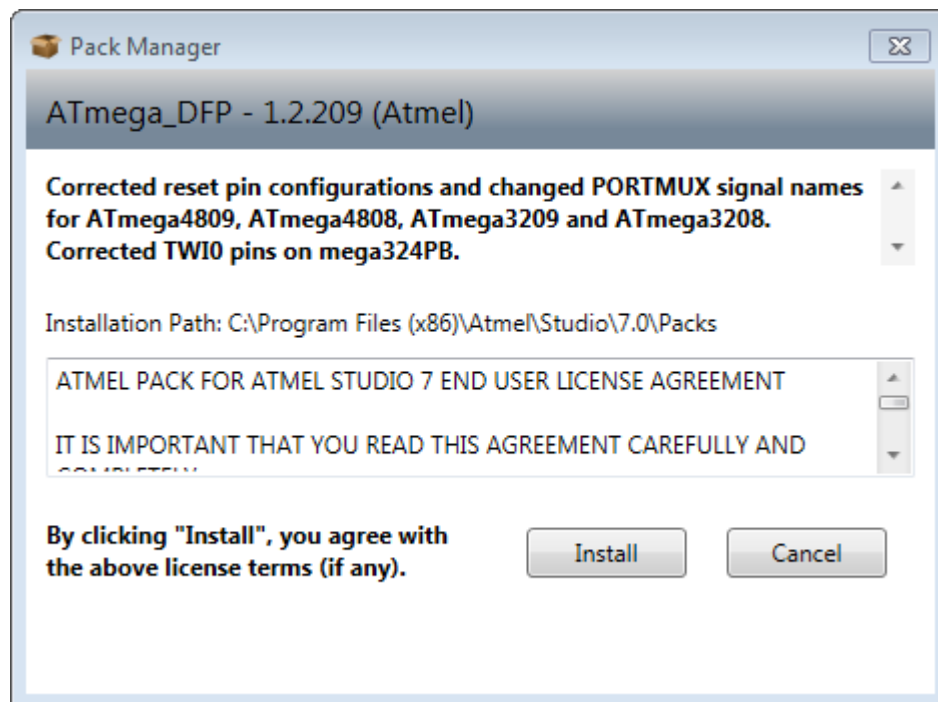 Pack Manager
ATmega_DFP - 1.2.209 (Atmel)
Corrected reset pin configurations and changed PORTMUX signal names
for ATmega4809, ATmega4808, ATmega3209 and ATmega3208.
Corrected TWI0 pins on mega324PB.
Installation Path: C:\Program Files (x86)\Atmel\Studio\7.0\Packs
ATMEL PACK FOR ATMEL STUDIO 7 END USER LICENSE AGREEMENT
IT IS IMPORTANT THAT YOU READ THIS AGREEMENT CAREFULLY AND
By clicking "Install", you agree with
the above license terms (if any).
Install
Cancel